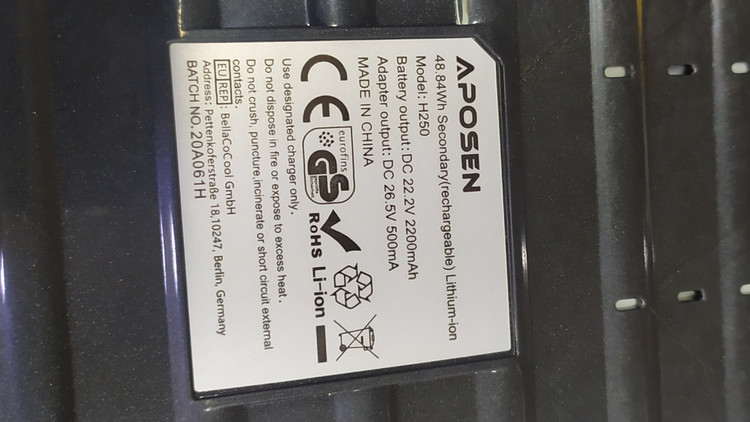 APOSEN
48.84Wh Secondary(rechargeable) Lithium-ion
Model: H250
Battery output: DC 22.2V 2200mAh
Adapter output: DC 26.5V 500mA
MADE IN CHINA
CE eurofins GS RoHS Li-ion
Use designated charger only.
Do not dispose in fire or expose to excess heat.
Do not crush, puncture,incinerate or short circuit external
contacts.
EU REP : BellaCoCool GmbH
Address: Pettenkoferstraße 18,10247, Berlin, Germany
BATCH NO.20A061H